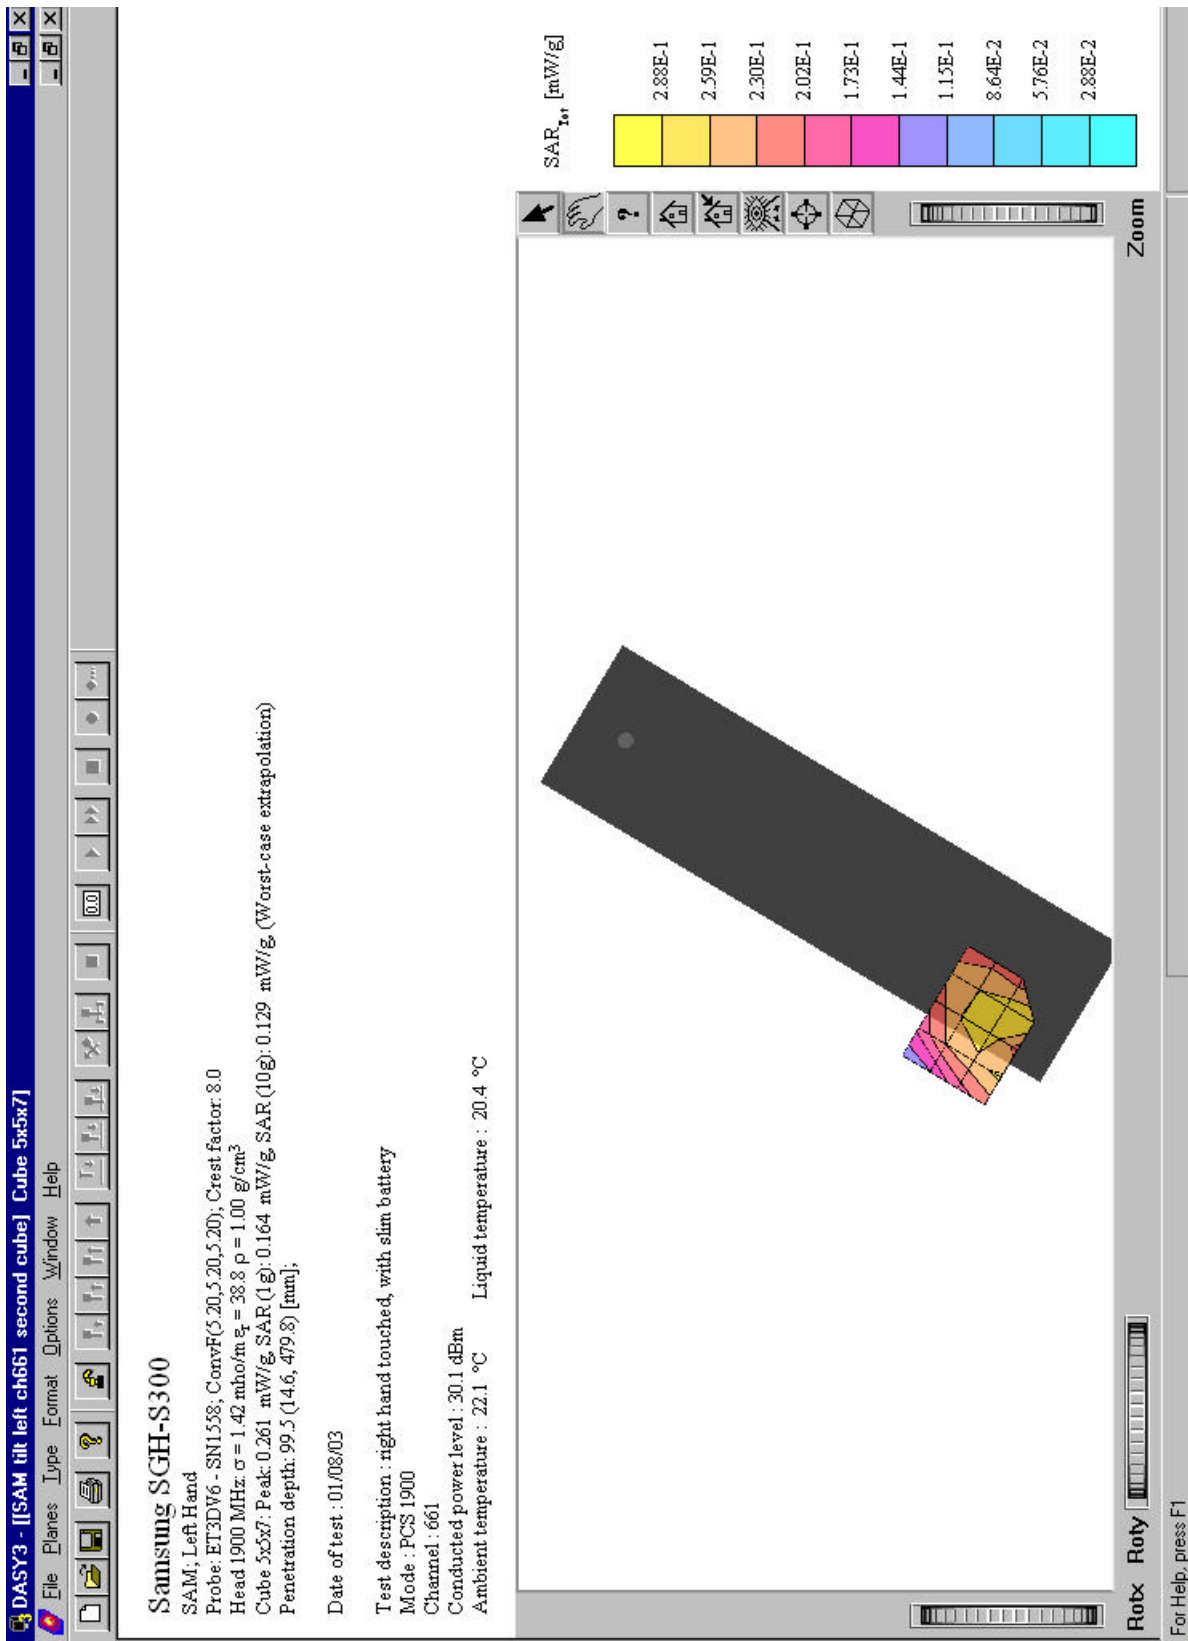 DASY3 - [[SAM tilt left ch661 second cube] Cube 5x5x7]
File Planes Type Format Options Window Help
0.0
Samsung SGH-S300
SAM; Left Hand
Probe: ET3DV6 - SN1558; ConvF(5.20,5.20,5.20); Crest factor: 8.0
Head 1900 MHz: σ = 1.42 mho/m εr = 38.8 ρ = 1.00 g/cm³
Cube 5x5x7: Peak: 0.261 mW/g, SAR (1g): 0.164 mW/g, SAR (10g): 0.129 mW/g, (Worst-case extrapolation)
Penetration depth: 99.5 (14.6, 479.8) [mm];
Date of test : 01/08/03
Test description : right hand touched, with slim battery
Mode : PCS 1900
Channel : 661
Conducted power level : 30.1 dBm
Ambient temperature : 22.1 °C Liquid temperature : 20.4 °C
SARTot [mW/g]
2.88E-1
2.59E-1
2.30E-1
2.02E-1
1.73E-1
1.44E-1
1.15E-1
8.64E-2
5.76E-2
2.88E-2
Rotx Roty Zoom
For Help, press F1